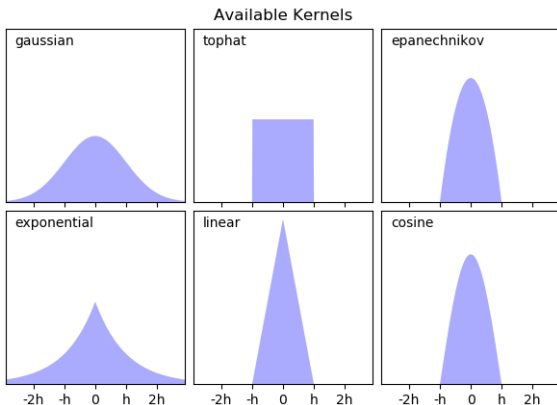 Available Kernels
gaussian
tophat
epanechnikov
exponential
linear
cosine
-2h -h 0 h 2h
-2h -h 0 h 2h
-2h -h 0 h 2h